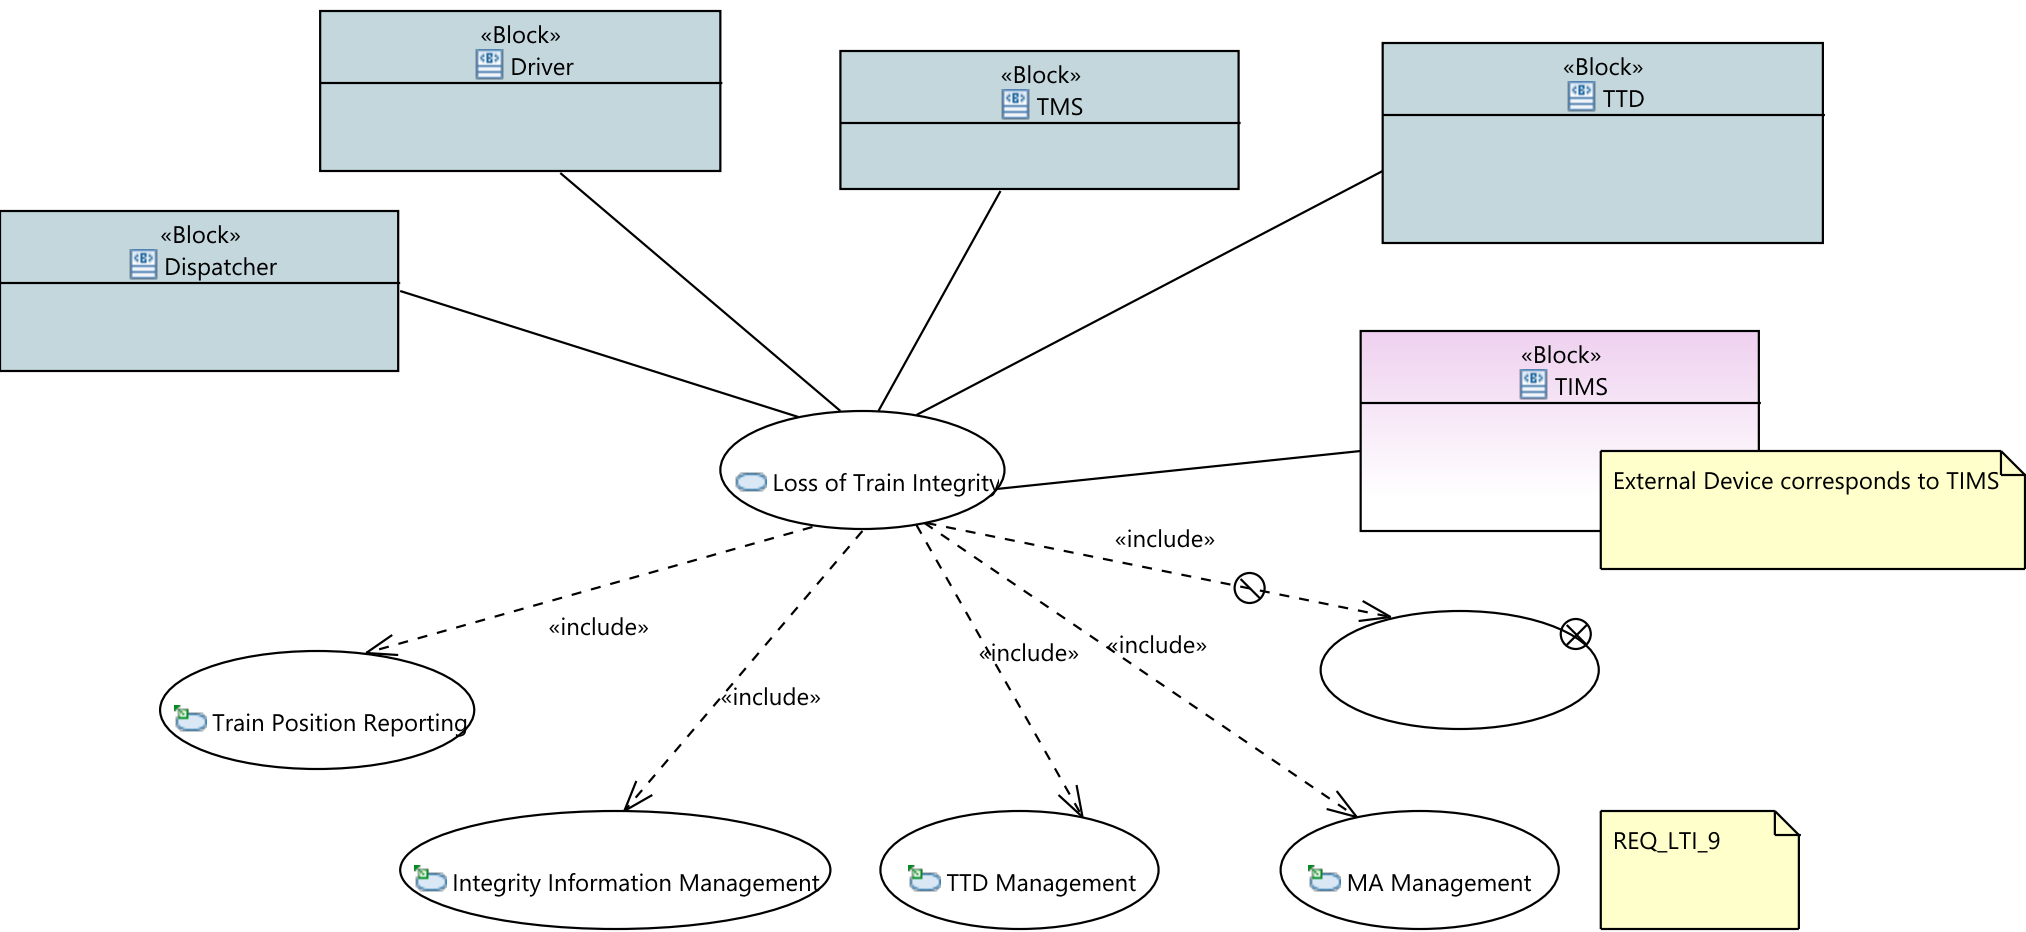 «Block»
Driver
«Block»
TMS
«Block»
TTD
«Block»
Dispatcher
«Block»
TIMS
External Device corresponds to TIMS
Loss of Train Integrity
«include»
«include»
«include»
«include»
«include»
Train Position Reporting
Integrity Information Management
TTD Management
MA Management
REQ_LTI_9